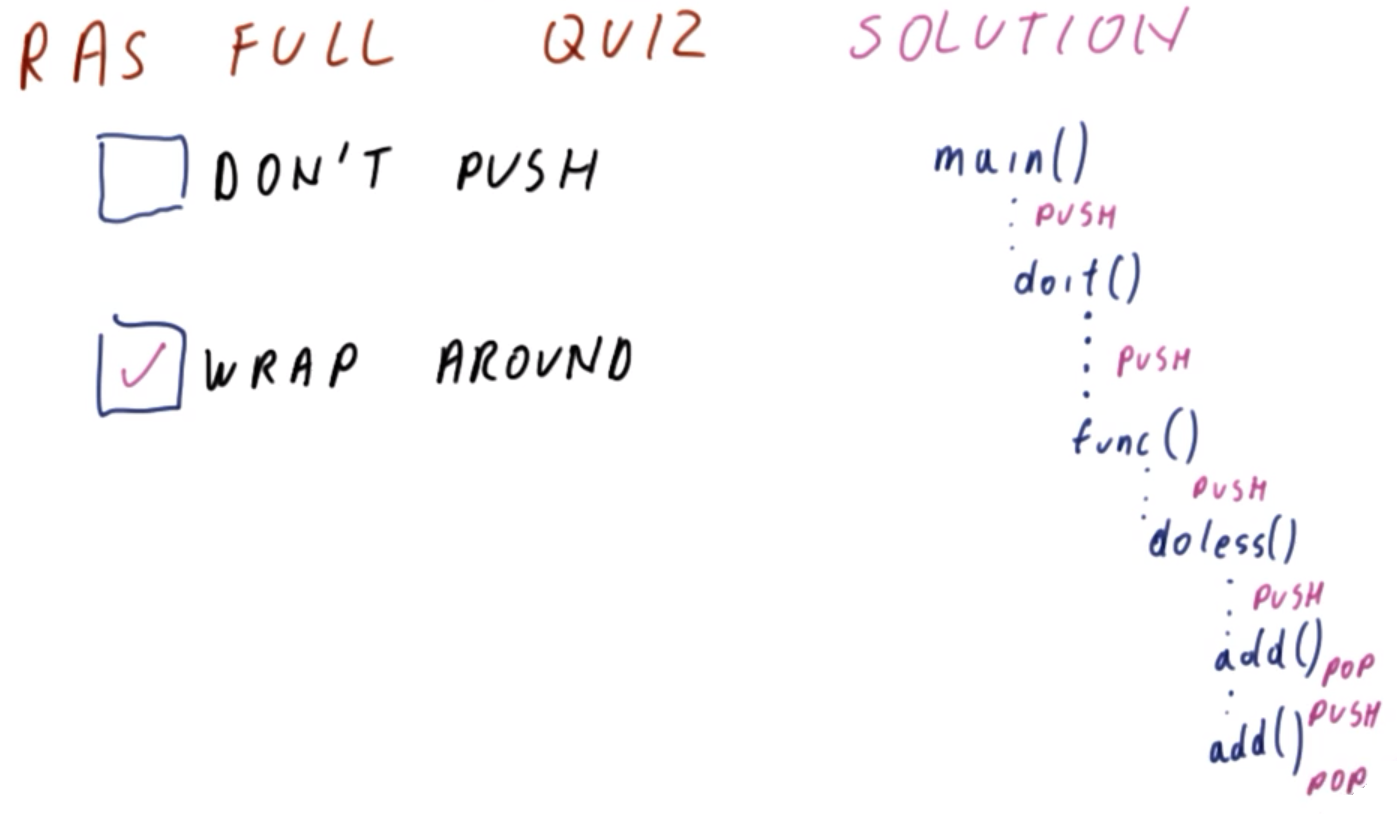 RAS FULL QUIZ SOLUTION
DON'T PUSH
WRAP AROUND
main()
PUSH
doit()
PUSH
func()
PUSH
doless()
PUSH
add() POP
PUSH
add()
POP